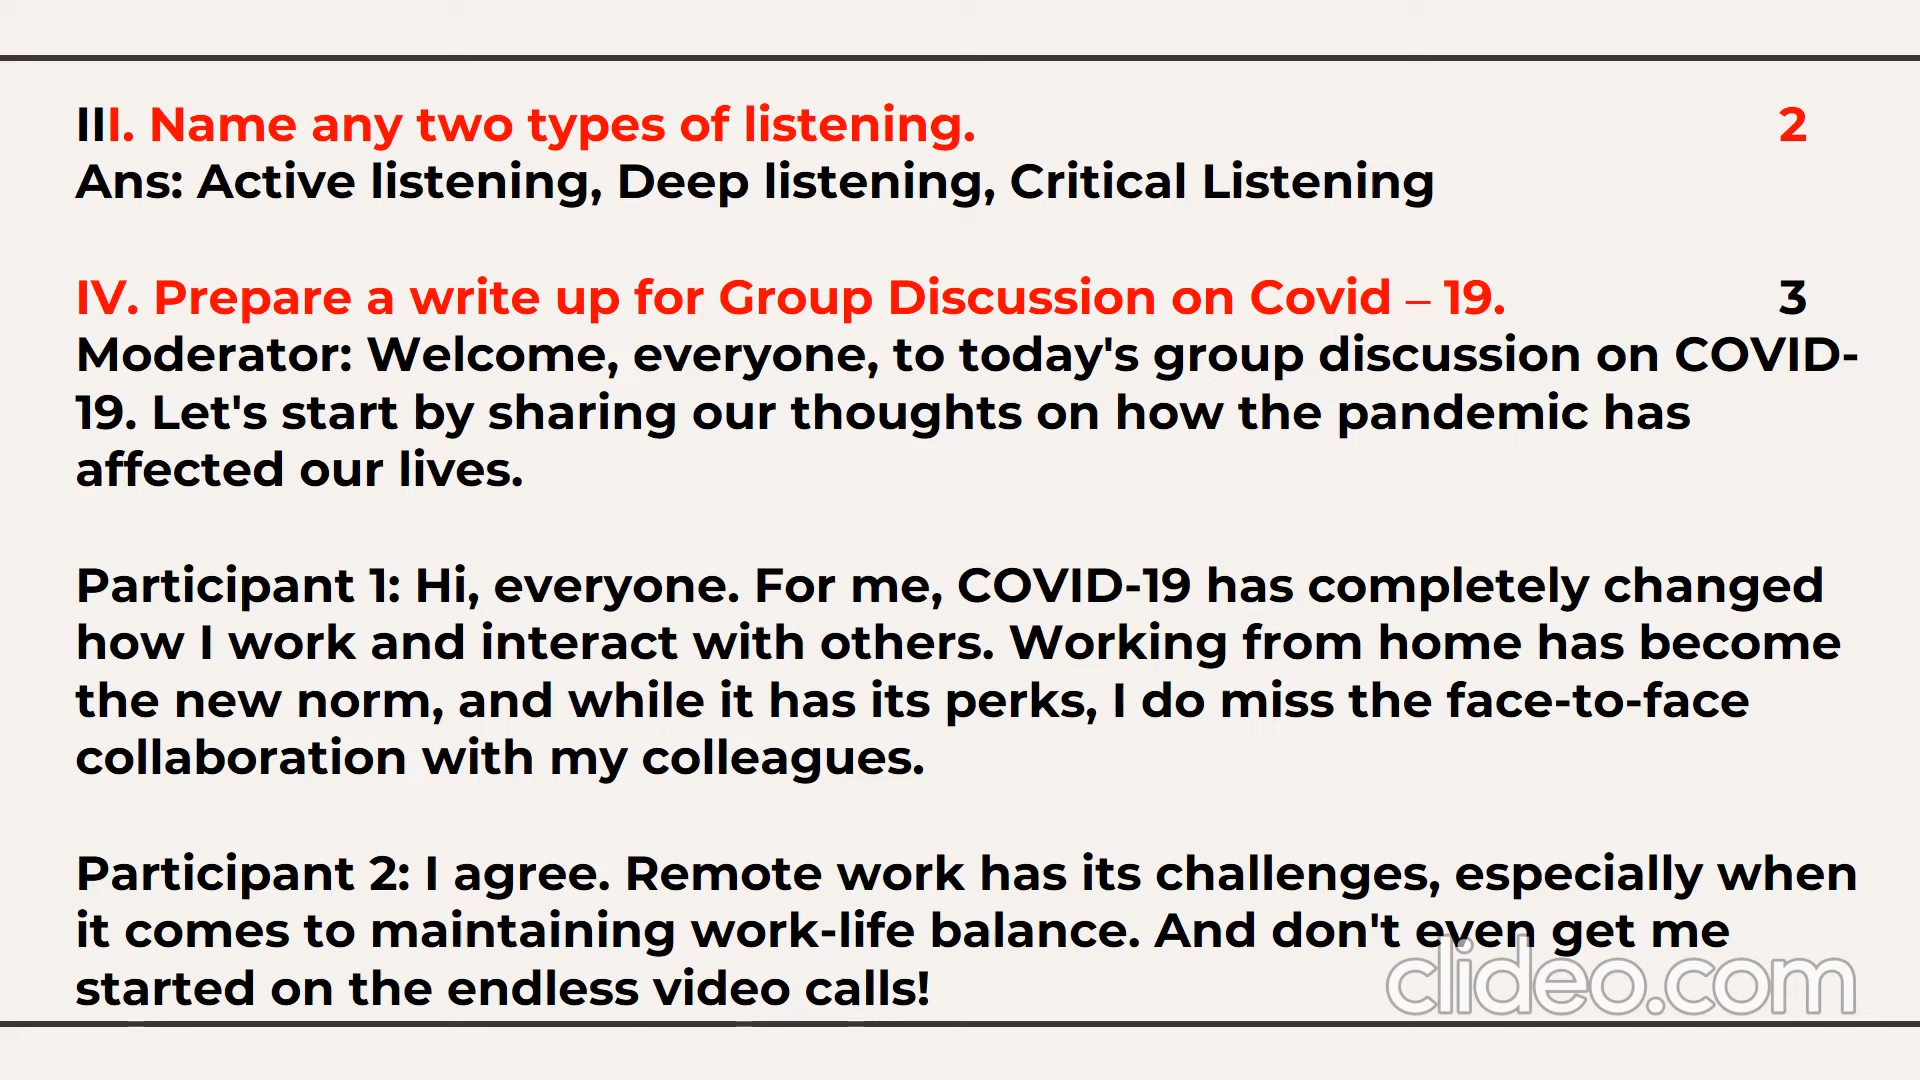 III. Name any two types of listening. 2
Ans: Active listening, Deep listening, Critical Listening
IV. Prepare a write up for Group Discussion on Covid – 19. 3
Moderator: Welcome, everyone, to today's group discussion on COVID-
19. Let's start by sharing our thoughts on how the pandemic has
affected our lives.
Participant 1: Hi, everyone. For me, COVID-19 has completely changed
how I work and interact with others. Working from home has become
the new norm, and while it has its perks, I do miss the face-to-face
collaboration with my colleagues.
Participant 2: I agree. Remote work has its challenges, especially when
it comes to maintaining work-life balance. And don't even get me
started on the endless video calls!
clideo.com